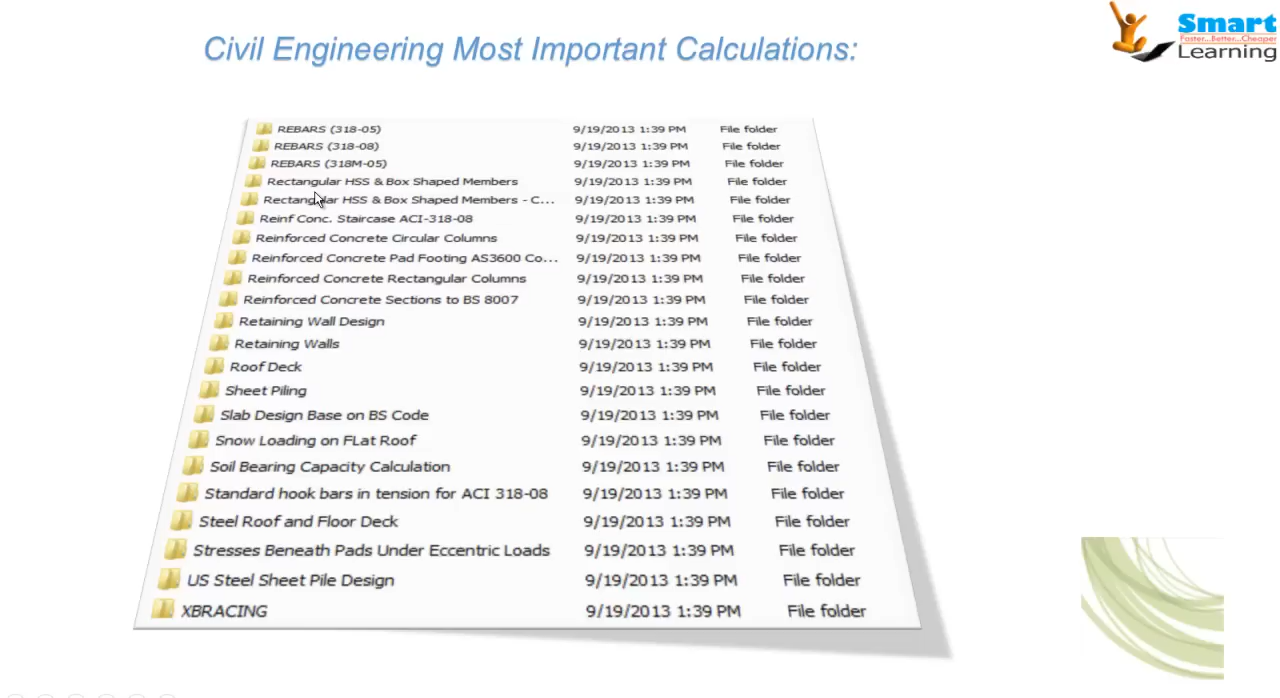 Civil Engineering Most Important Calculations:
Smart
Faster...Better...Cheaper
Learning
REBARS (318-05) 9/19/2013 1:39 PM File folder
REBARS (318-08) 9/19/2013 1:39 PM File folder
REBARS (318M-05) 9/19/2013 1:39 PM File folder
Rectangular HSS & Box Shaped Members 9/19/2013 1:39 PM File folder
Rectangular HSS & Box Shaped Members - C... 9/19/2013 1:39 PM File folder
Reinf Conc. Staircase ACI-318-08 9/19/2013 1:39 PM File folder
Reinforced Concrete Circular Columns 9/19/2013 1:39 PM File folder
Reinforced Concrete Pad Footing AS3600 Co... 9/19/2013 1:39 PM File folder
Reinforced Concrete Rectangular Columns 9/19/2013 1:39 PM File folder
Reinforced Concrete Sections to BS 8007 9/19/2013 1:39 PM File folder
Retaining Wall Design 9/19/2013 1:39 PM File folder
Retaining Walls 9/19/2013 1:39 PM File folder
Roof Deck 9/19/2013 1:39 PM File folder
Sheet Piling 9/19/2013 1:39 PM File folder
Slab Design Base on BS Code 9/19/2013 1:39 PM File folder
Snow Loading on FLat Roof 9/19/2013 1:39 PM File folder
Soil Bearing Capacity Calculation 9/19/2013 1:39 PM File folder
Standard hook bars in tension for ACI 318-08 9/19/2013 1:39 PM File folder
Steel Roof and Floor Deck 9/19/2013 1:39 PM File folder
Stresses Beneath Pads Under Eccentric Loads 9/19/2013 1:39 PM File folder
US Steel Sheet Pile Design 9/19/2013 1:39 PM File folder
XBRACING 9/19/2013 1:39 PM File folder